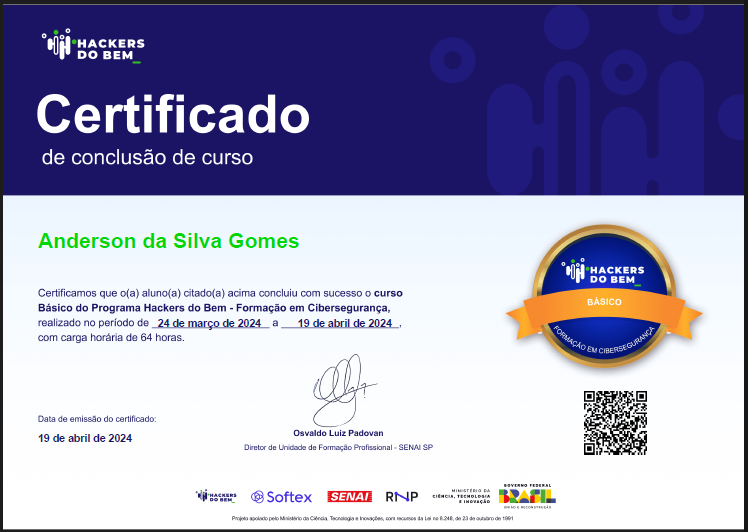 HACKERS
DO BEM_
Certificado
de conclusão de curso
Anderson da Silva Gomes
Certificamos que o(a) aluno(a) citado(a) acima concluiu com sucesso o curso
Básico do Programa Hackers do Bem - Formação em Cibersegurança,
realizado no período de 24 de março de 2024 a 19 de abril de 2024,
com carga horária de 64 horas.
HACKERS
DO BEM_
BÁSICO
FORMAÇÃO EM CIBERSEGURANÇA
Data de emissão do certificado:
19 de abril de 2024
Osvaldo Luiz Padovan
Diretor de Unidade de Formação Profissional - SENAI SP
HACKERS
DO BEM_
Softex
SENAI
RNP
MINISTÉRIO DA
CIÊNCIA, TECNOLOGIA
E INOVAÇÃO
GOVERNO FEDERAL
BRASIL
UNIÃO E RECONSTRUÇÃO
Projeto apoiado pelo Ministério da Ciência, Tecnologia e Inovações, com recursos da Lei no 8.248, de 23 de outubro de 1991